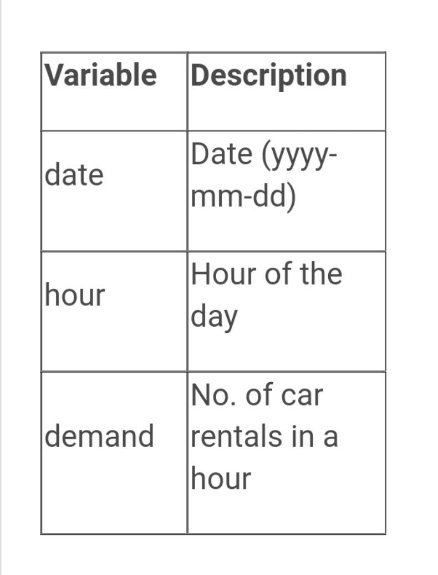 Variable Description
date Date (yyyy-
mm-dd)
hour Hour of the
day
demand No. of car
rentals in a
hour